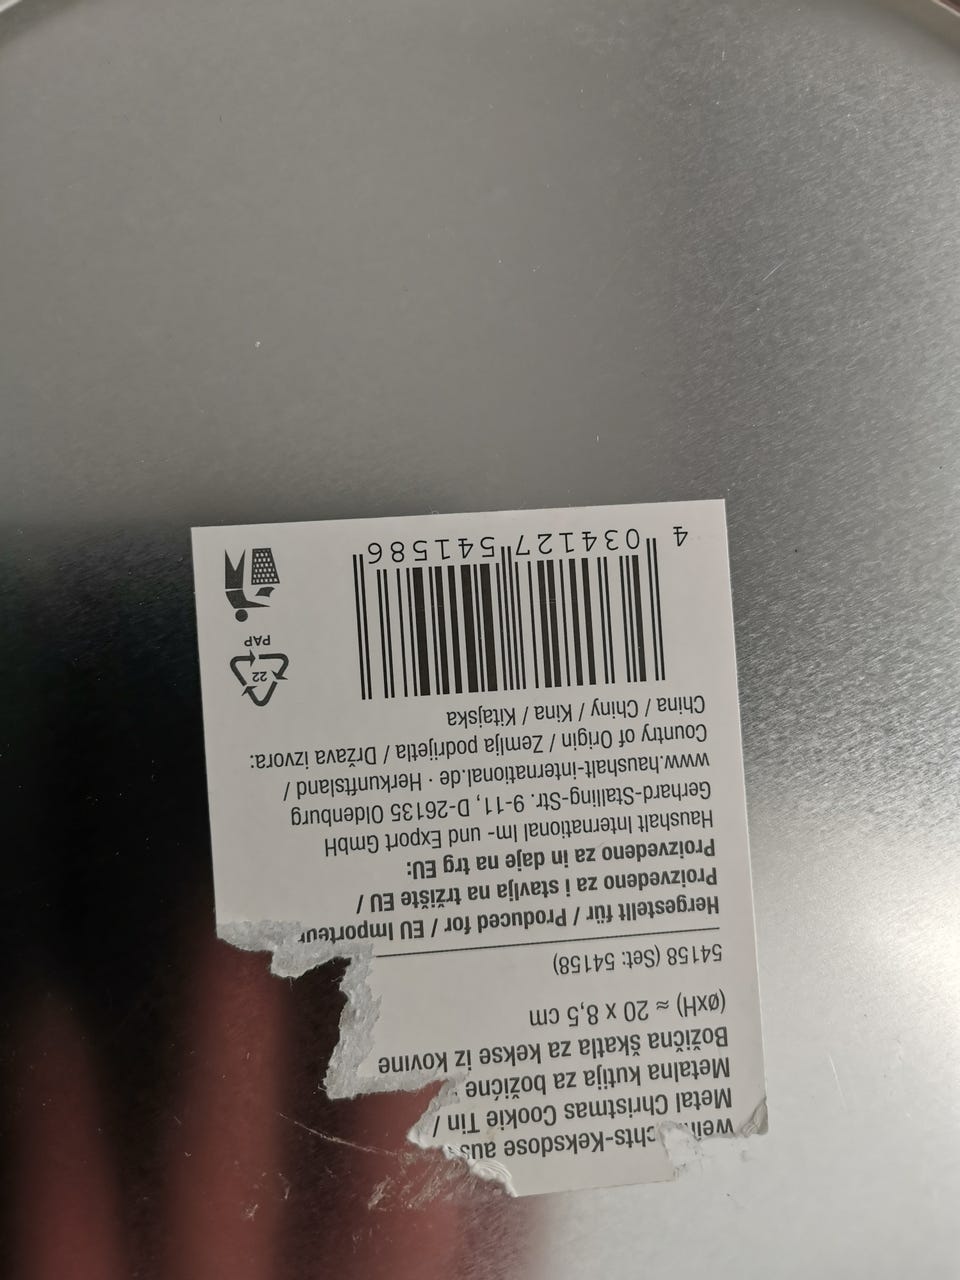 chts-Keksdose aus
Metal Christmas Cookie Tin /
Metalna kutija za božićne
Božična škatla za kekse iz kovine
(øxH) ≈ 20 x 8,5 cm
54158 (Set: 54158)
Hergestellt für / Produced for / EU Importeur
Proizvedeno za i stavlja na tržište EU /
Proizvedeno za in daje na trg EU:
Haushalt International Im- und Export GmbH
Gerhard-Stalling-Str. 9-11, D-26135 Oldenburg
www.haushalt-international.de · Herkunftsland /
Country of Origin / Zemlja podrijetla / Država izvora:
China / Chiny / Kina / Kitajska
22
PAP
4 034127 541586